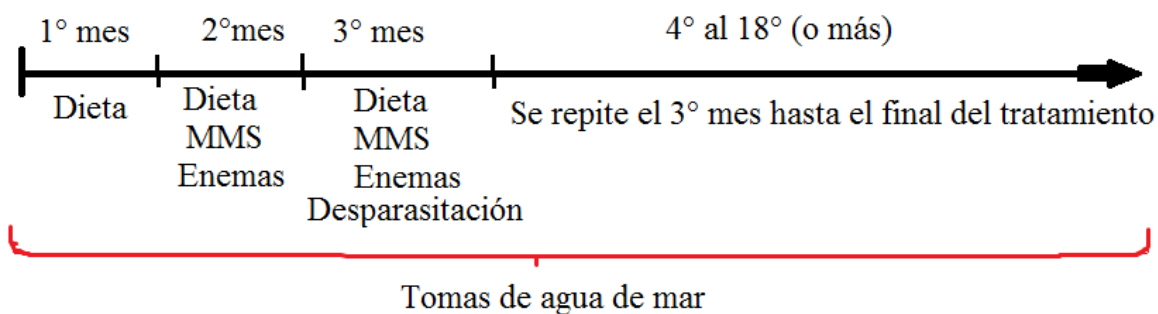 1° mes
2°mes
3° mes
4° al 18° (o más)
Dieta
Dieta
MMS
Enemas
Dieta
MMS
Enemas
Desparasitación
Se repite el 3° mes hasta el final del tratamiento
Tomas de agua de mar